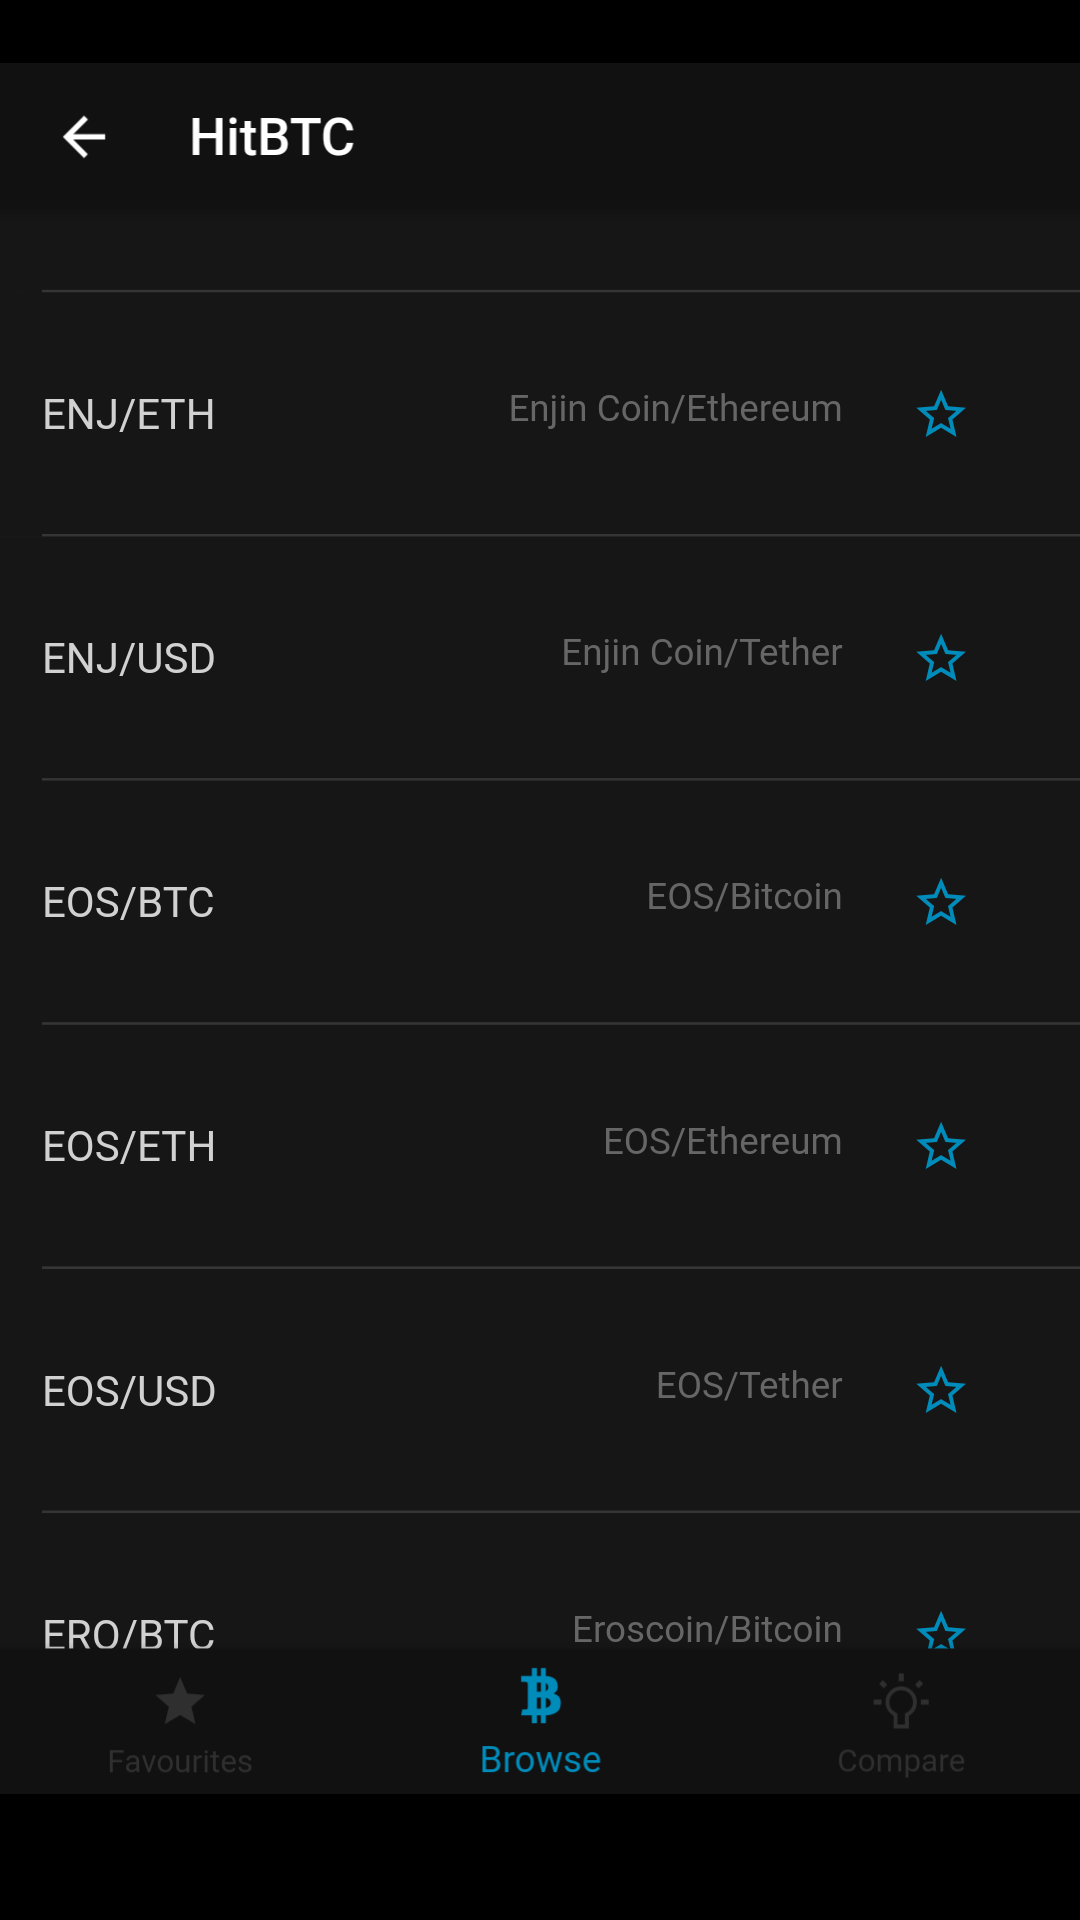 HitBTC
ENJ/ETH Enjin Coin/Ethereum
ENJ/USD Enjin Coin/Tether
EOS/BTC EOS/Bitcoin
EOS/ETH EOS/Ethereum
EOS/USD EOS/Tether
ERO/BTC Eroscoin/Bitcoin
Favourites Browse Compare